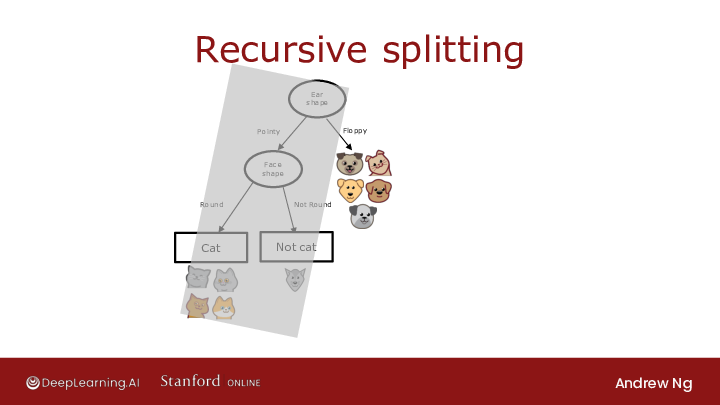 Recursive splitting
Ear
shape
Pointy
Floppy
Face
shape
Round
Not Round
Cat
Not cat
DeepLearning.AI
Stanford ONLINE
Andrew Ng